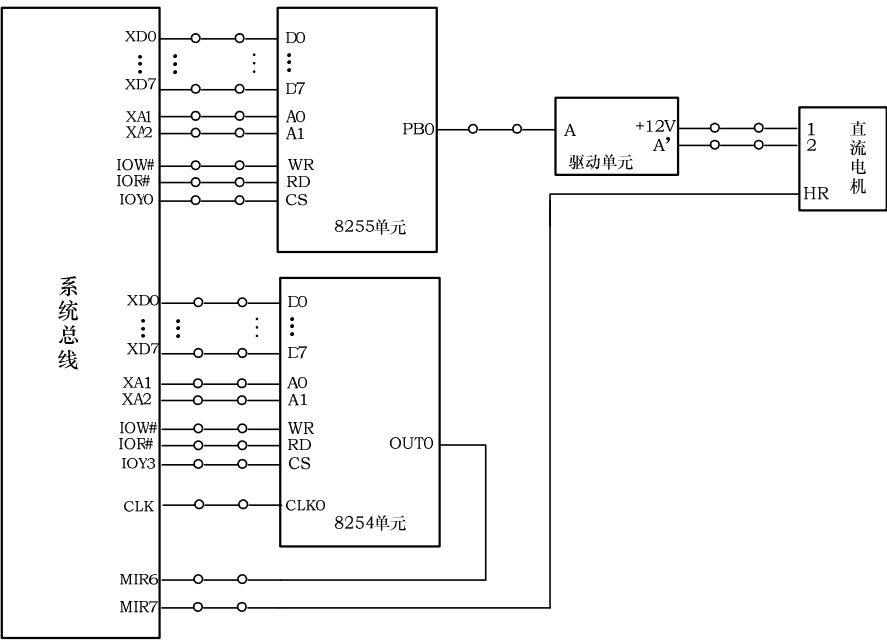 XD0 D0
XD7 D7
XA1 A0
XA2 A1
IOW# WR
IOR# RD
IOY0 CS
PB0
8255单元
A +12V
A'
驱动单元
1
2
HR
直流电机
系统总线
XD0 D0
XD7 D7
XA1 A0
XA2 A1
IOW# WR
IOR# RD
IOY3 CS
CLK CLK0
OUT0
8254单元
MIR6
MIR7